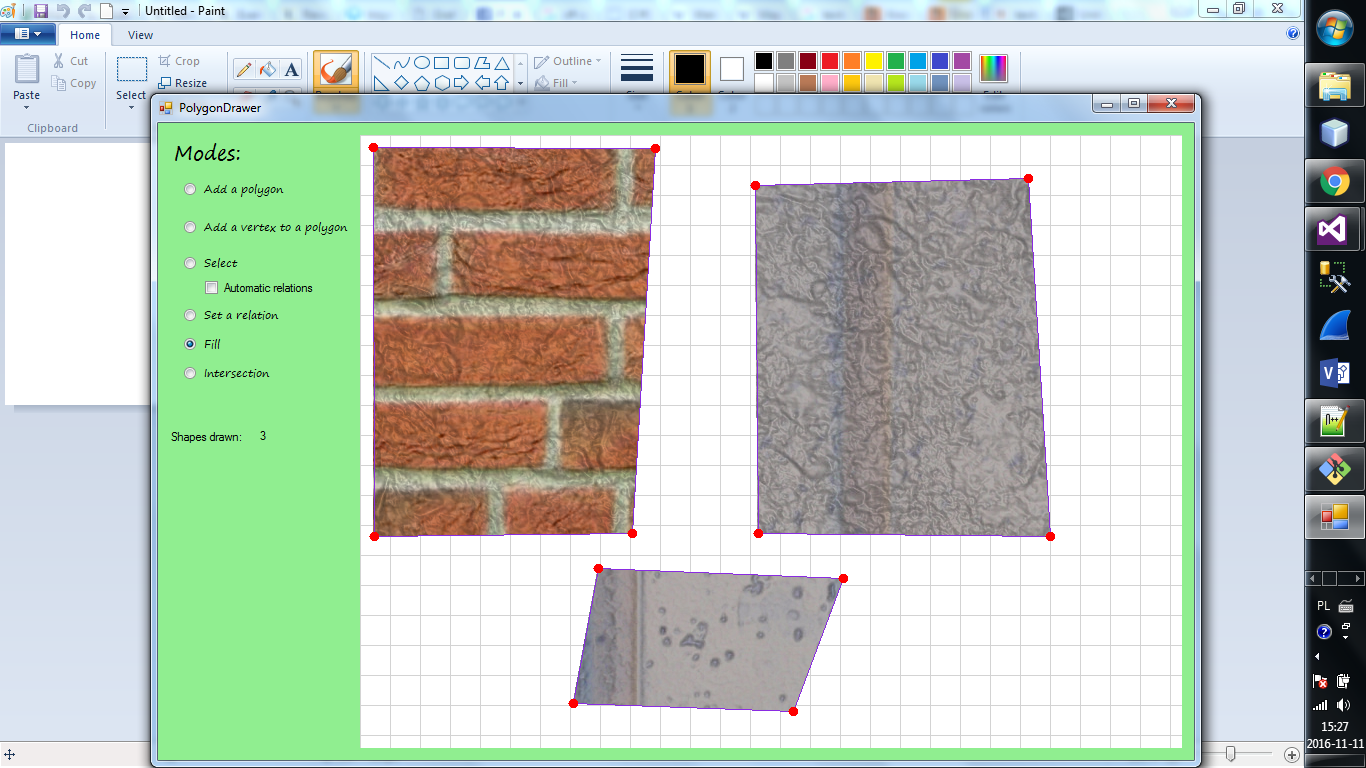 Untitled - Paint
Home
View
Paste
Cut
Copy
Clipboard
Select
Crop
Resize
A
Outline
Fill
PolygonDrawer
Modes:
Add a polygon
Add a vertex to a polygon
Select
Automatic relations
Set a relation
Fill
Intersection
Shapes drawn: 3
PL
15:27
2016-11-11